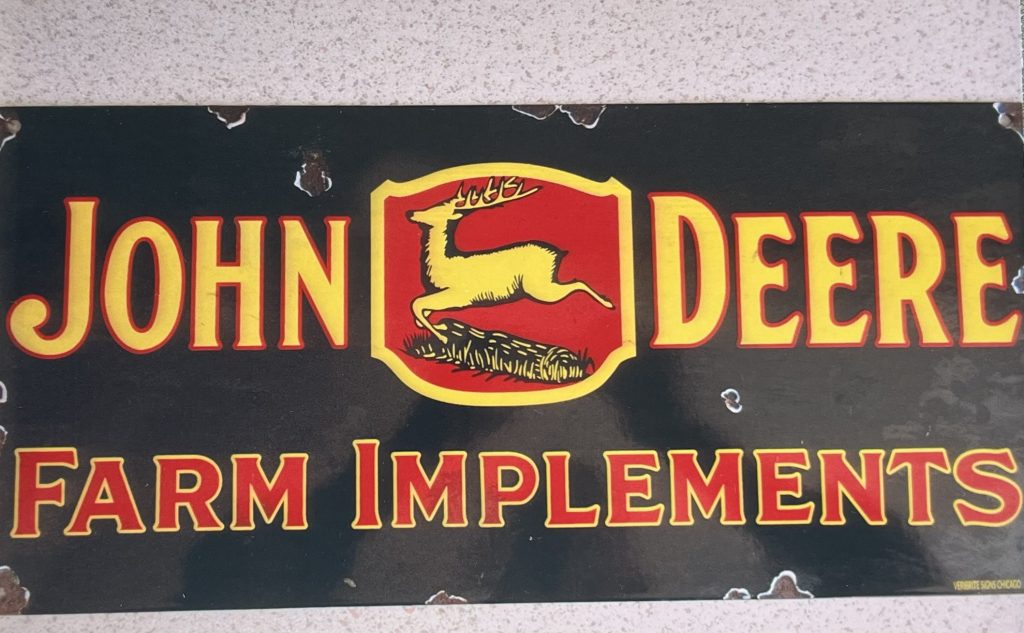 JOHN DEERE
FARM IMPLEMENTS
VERIBRITE SIGNS CHICAGO